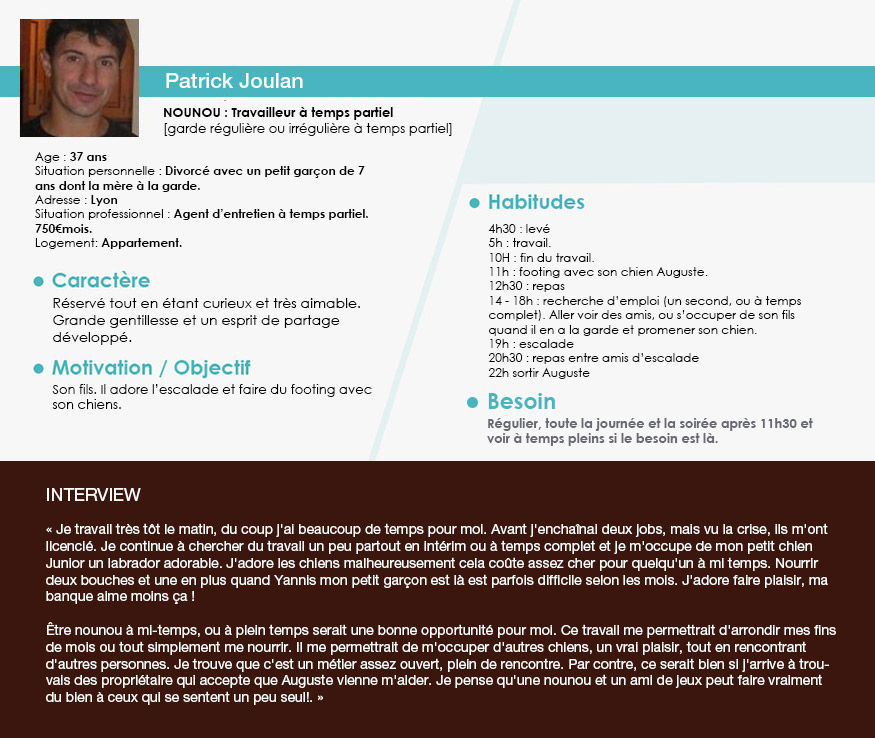 Patrick Joulan
NOUNOU : Travailleur à temps partiel
[garde régulière ou irrégulière à temps partiel]
Age : 37 ans
Situation personnelle : Divorcé avec un petit garçon de 7
ans dont la mère à la garde.
Adresse : Lyon
Situation professionnel : Agent d'entretien à temps partiel.
750€mois.
Logement: Appartement.
Caractère
Réservé tout en étant curieux et très aimable.
Grande gentillesse et un esprit de partage
développé.
Motivation / Objectif
Son fils. Il adore l'escalade et faire du footing avec
son chiens.
Habitudes
4h30 : levé
5h : travail.
10H : fin du travail.
11h : footing avec son chien Auguste.
12h30 : repas
14 - 18h : recherche d'emploi (un second, ou à temps
complet). Aller voir des amis, ou s'occuper de son fils
quand il en a la garde et promener son chien.
19h : escalade
20h30 : repas entre amis d'escalade
22h sortir Auguste
Besoin
Régulier, toute la journée et la soirée après 11h30 et
voir à temps pleins si le besoin est là.
INTERVIEW
« Je travail très tôt le matin, du coup j'ai beaucoup de temps pour moi. Avant j'enchaînai deux jobs, mais vu la crise, ils m'ont
licencié. Je continue à chercher du travail un peu partout en intérim ou à temps complet et je m'occupe de mon petit chien
Junior un labrador adorable. J'adore les chiens malheureusement cela coûte assez cher pour quelqu'un à mi temps. Nourrir
deux bouches et une en plus quand Yannis mon petit garçon est là est parfois difficile selon les mois. J'adore faire plaisir, ma
banque aime moins ça !
Être nounou à mi-temps, ou à plein temps serait une bonne opportunité pour moi. Ce travail me permettrait d'arrondir mes fins
de mois ou tout simplement me nourrir. Il me permettrait de m'occuper d'autres chiens, un vrai plaisir, tout en rencontrant
d'autres personnes. Je trouve que c'est un métier assez ouvert, plein de rencontre. Par contre, ce serait bien si j'arrive à trou-
vais des propriétaire qui accepte que Auguste vienne m'aider. Je pense qu'une nounou et un ami de jeux peut faire vraiment
du bien à ceux qui se sentent un peu seul!. »